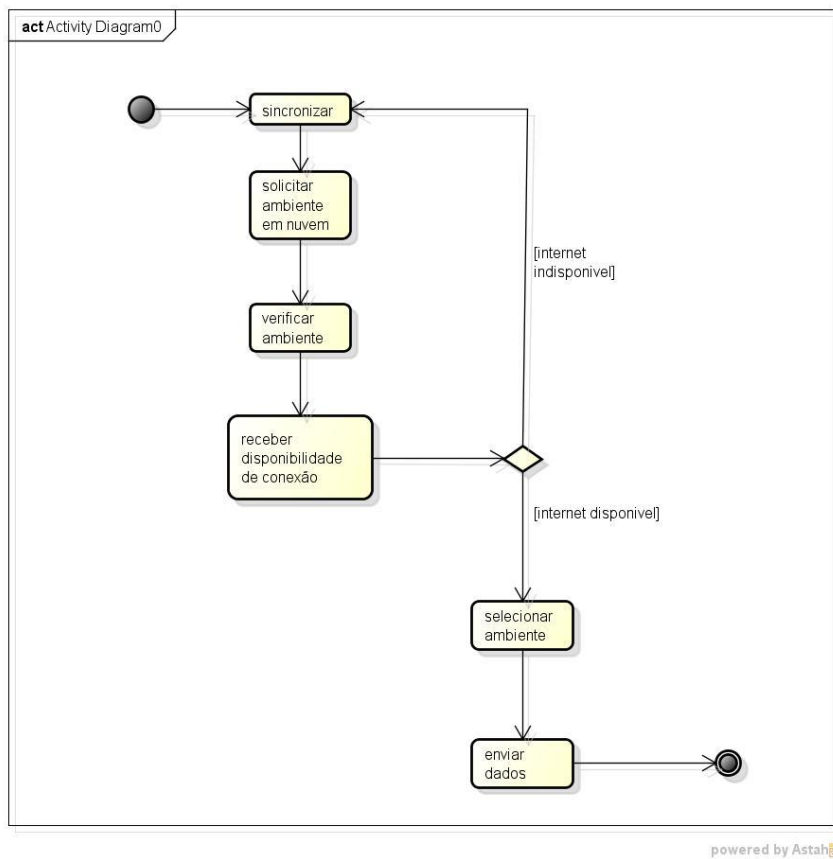 act Activity Diagram0
sincronizar
solicitar
ambiente
em nuvem
[internet
indisponivel]
verificar
ambiente
receber
disponibilidade
de conexão
[internet disponivel]
selecionar
ambiente
enviar
dados
powered by Astah